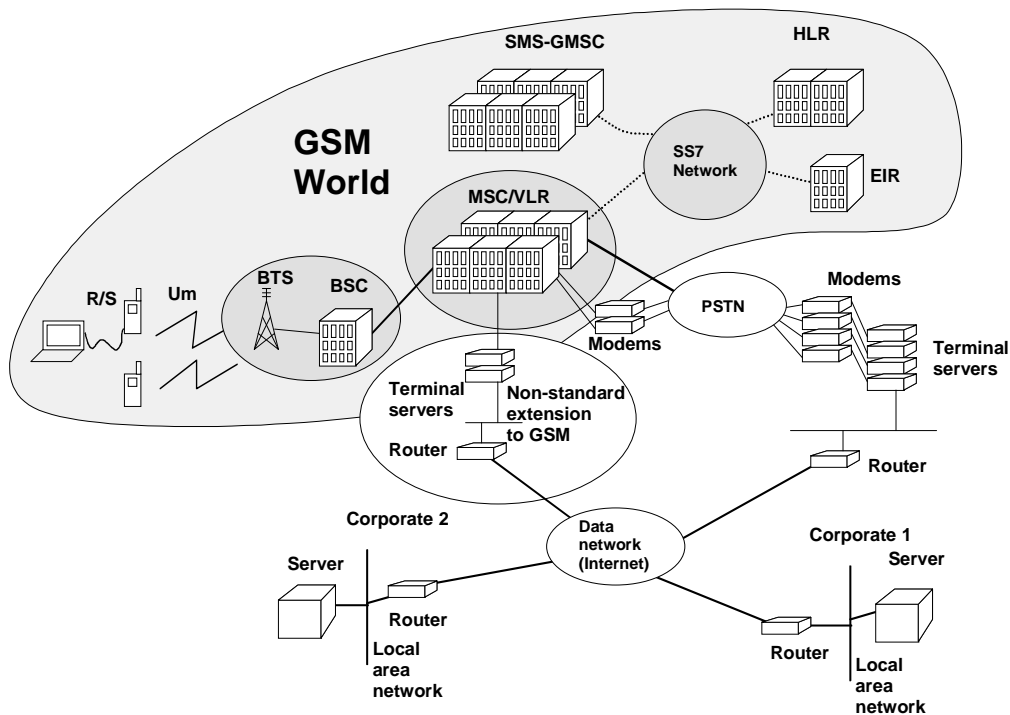 SMS-GMSC
HLR
GSM
World
SS7
Network
EIR
MSC/VLR
BTS
BSC
R/S
Um
Modems
PSTN
Modems
Terminal
servers
Terminal
servers
Non-standard
extension
to GSM
Router
Router
Corporate 2
Data
network
(Internet)
Corporate 1
Server
Server
Router
Router
Local
area
network
Local
area
network